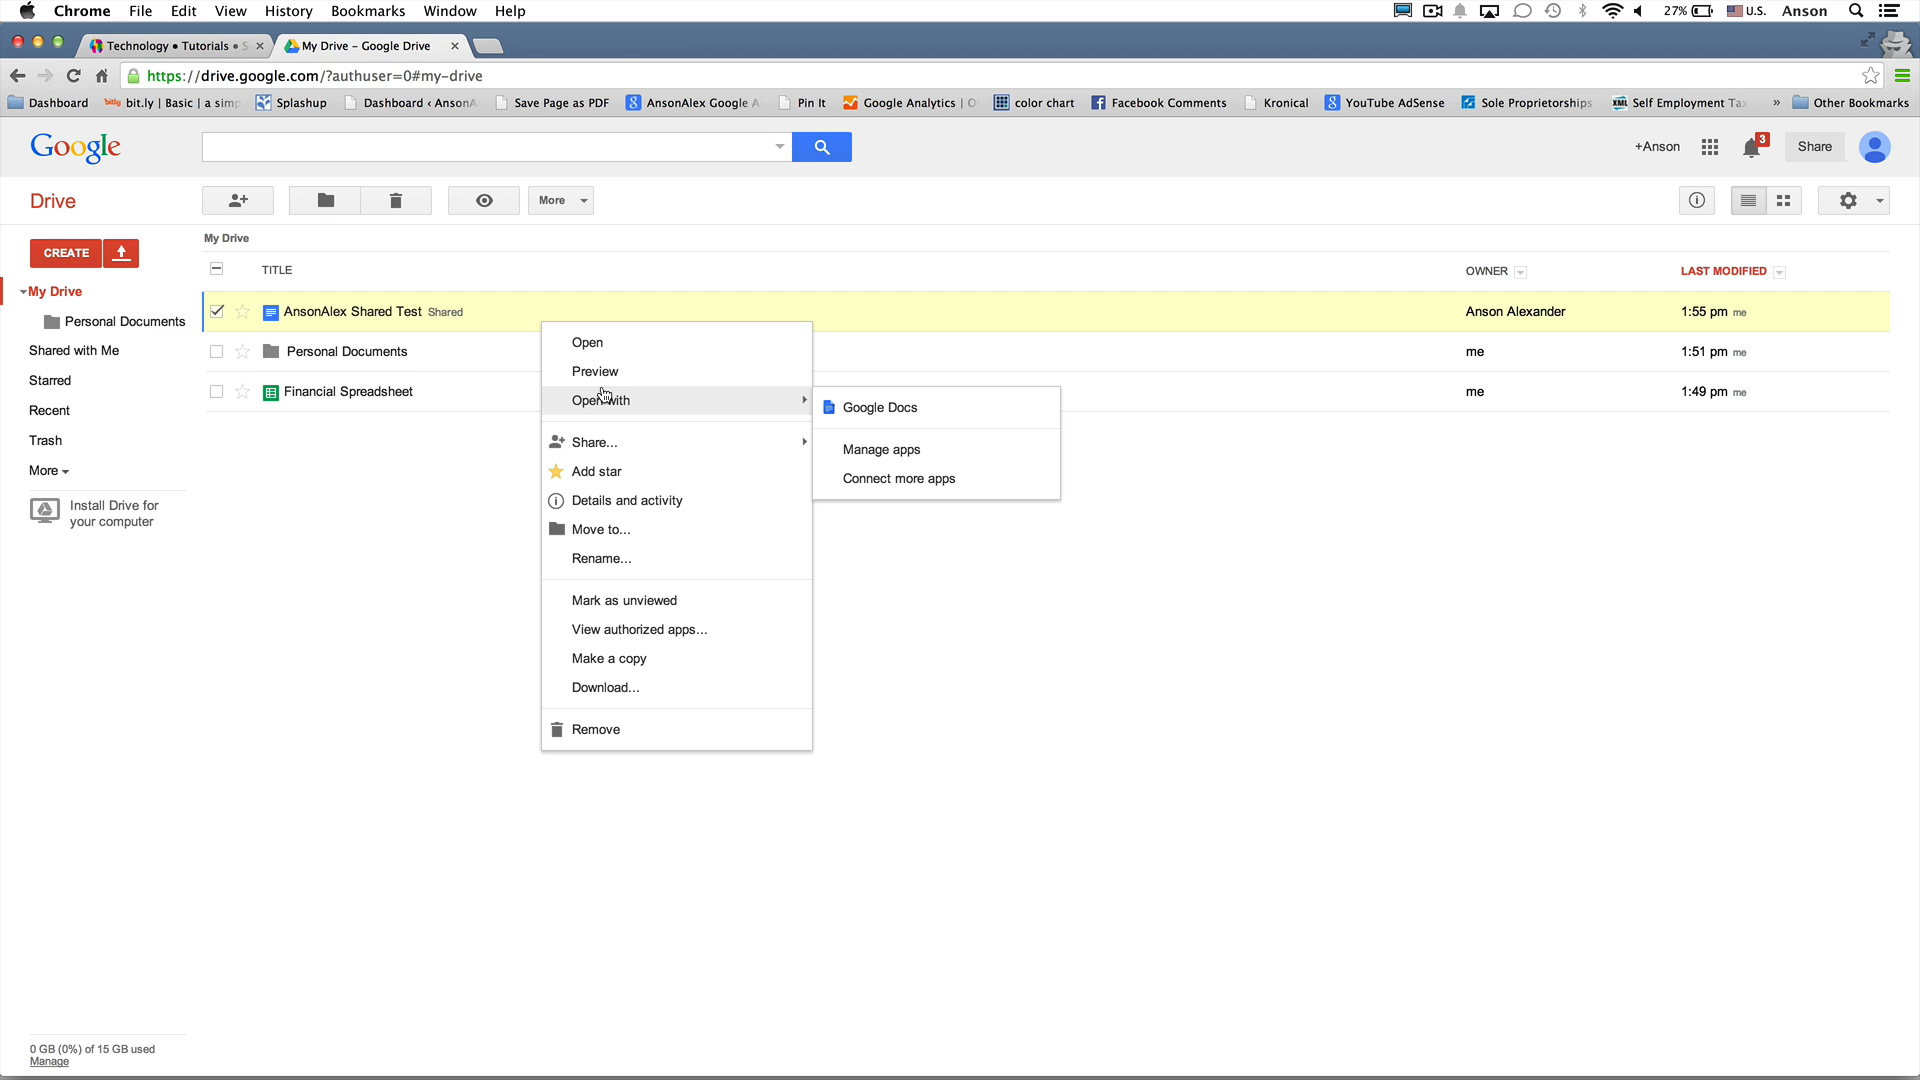 Chrome File Edit View History Bookmarks Window Help 27% U.S. Anson
Technology • Tutorials • My Drive – Google Drive
https://drive.google.com/?authuser=0#my-drive
Dashboard bitly bit.ly | Basic | a sim Splashup Dashboard ‹ Anson Save Page as PDF AnsonAlex Google Pin It Google Analytics | color chart Facebook Comments Kronical YouTube AdSense Sole Proprietorships XML Self Employment » Other Bookmarks
Google +Anson 3 Share
Drive More
My Drive
CREATE
TITLE OWNER LAST MODIFIED
My Drive
AnsonAlex Shared Test Shared Anson Alexander 1:55 pm me
Personal Documents
Personal Documents me 1:51 pm me
Shared with Me
Starred
Financial Spreadsheet me 1:49 pm me
Recent
Trash
More
Install Drive for
your computer
Open
Preview
Open with
Share...
Add star
Details and activity
Move to...
Rename...
Mark as unviewed
View authorized apps...
Make a copy
Download...
Remove
Google Docs
Manage apps
Connect more apps
0 GB (0%) of 15 GB used
Manage